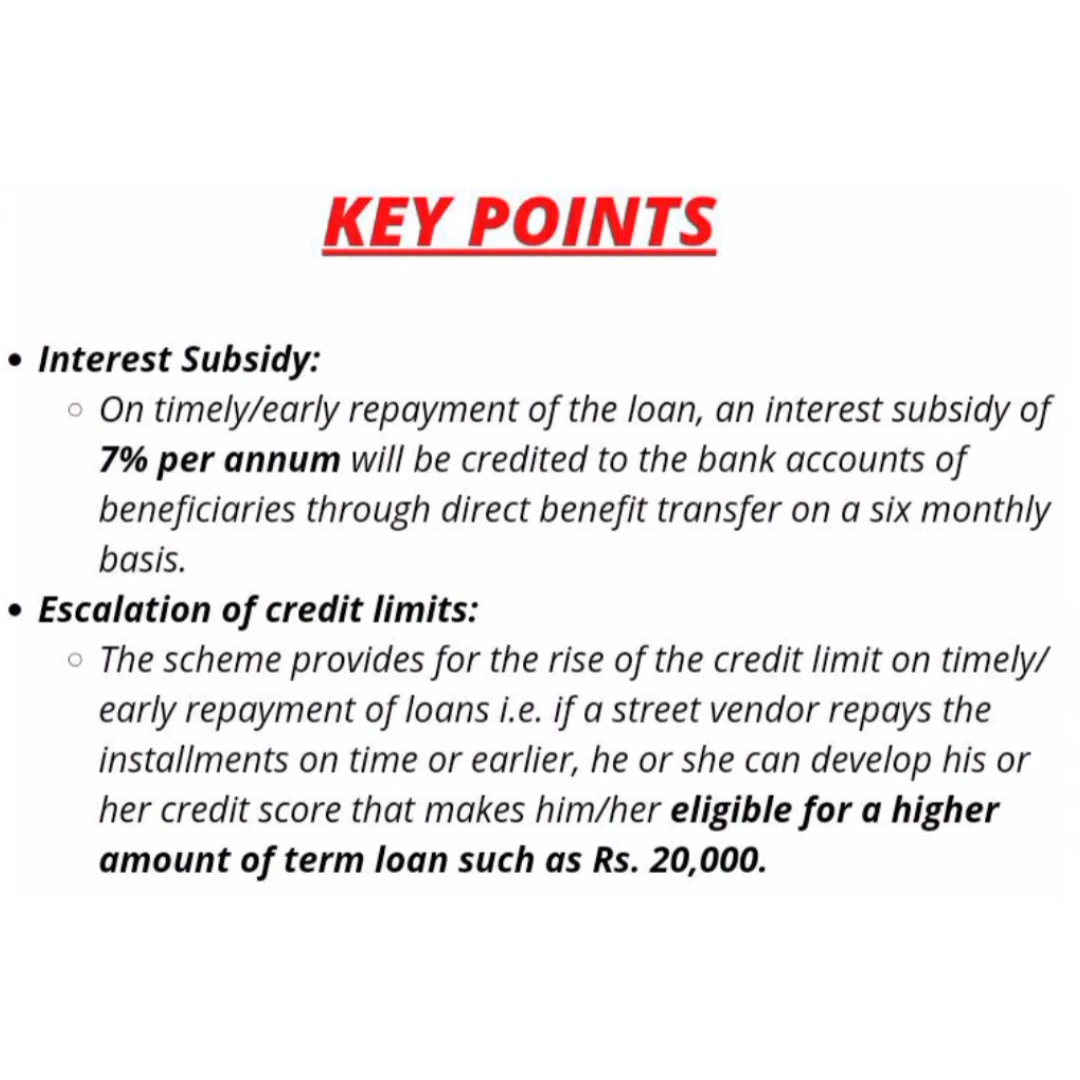 KEY POINTS
• Interest Subsidy:
○ On timely/early repayment of the loan, an interest subsidy of
7% per annum will be credited to the bank accounts of
beneficiaries through direct benefit transfer on a six monthly
basis.
• Escalation of credit limits:
○ The scheme provides for the rise of the credit limit on timely/
early repayment of loans i.e. if a street vendor repays the
installments on time or earlier, he or she can develop his or
her credit score that makes him/her eligible for a higher
amount of term loan such as Rs. 20,000.